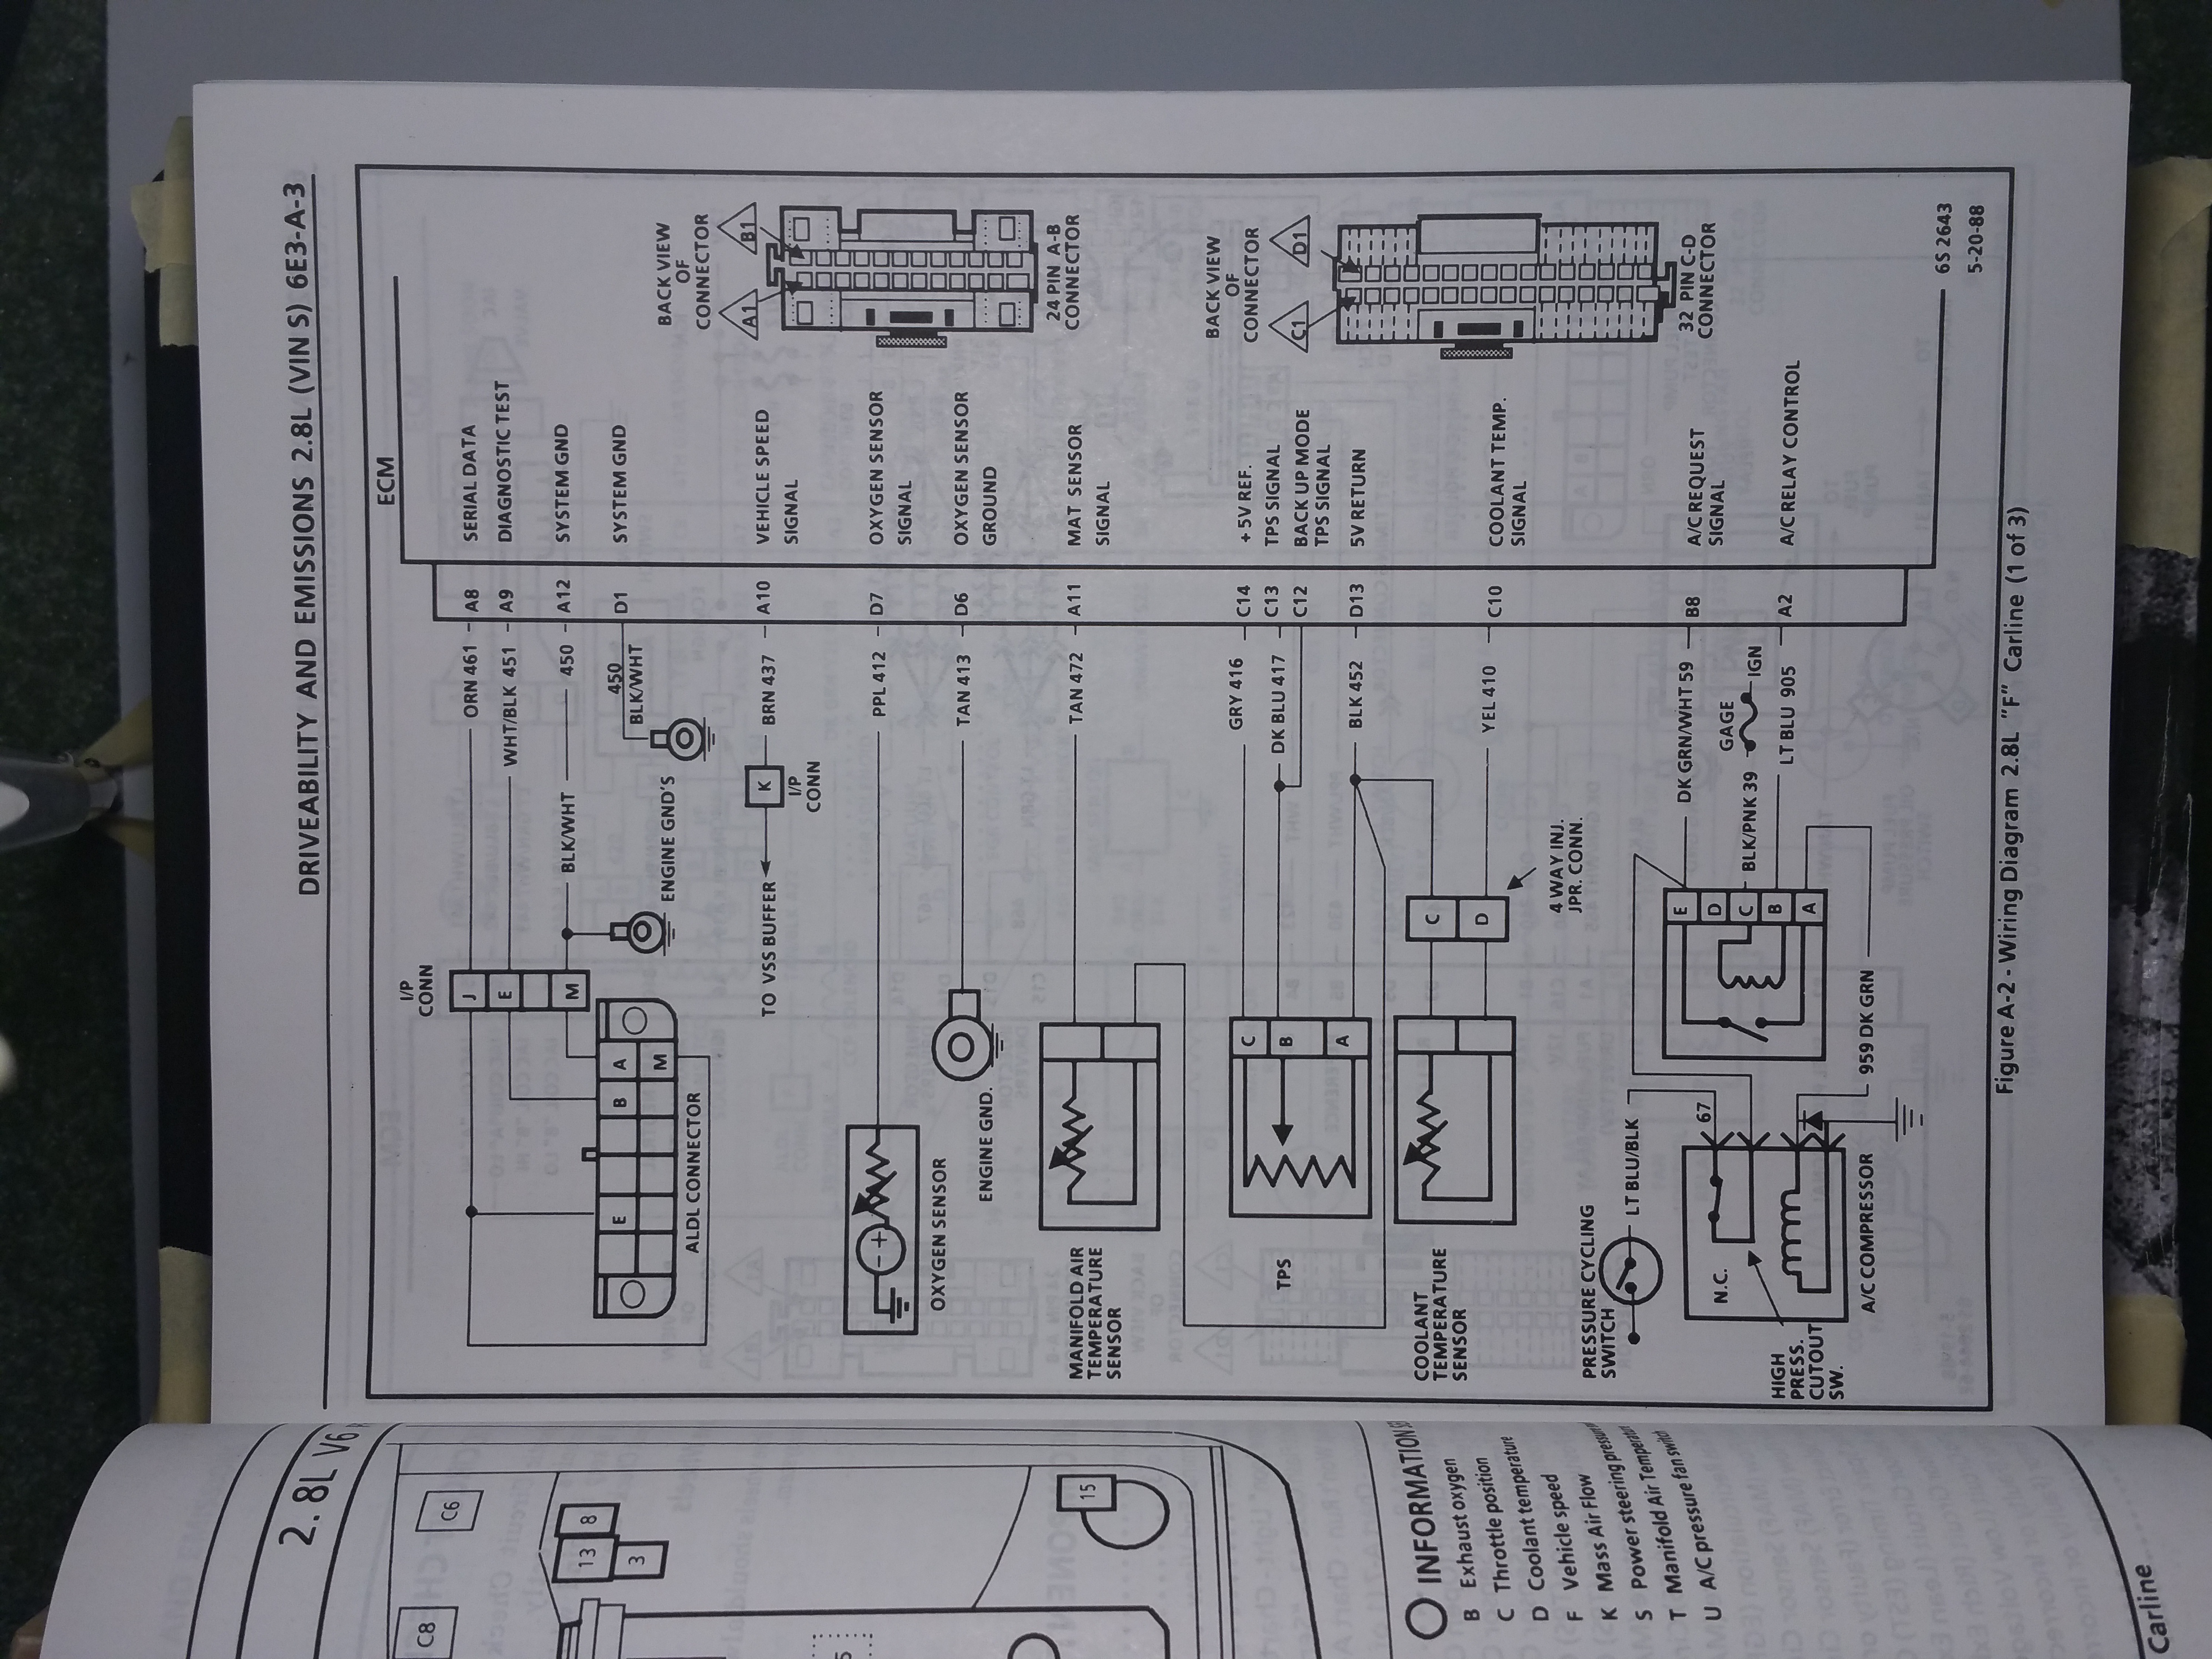 DRIVEABILITY AND EMISSIONS 2.8L (VIN S) 6E3-A-3
ECM
I/P
CONN
J
E
M
ORN 461
A8
SERIAL DATA
WHT/BLK 451
A9
DIAGNOSTIC TEST
BLK/WHT
450
A12
SYSTEM GND
450
BLK/WHT
D1
SYSTEM GND
ENGINE GND'S
E
B
A
M
ALDL CONNECTOR
TO VSS BUFFER
K
I/P
CONN
BRN 437
A10
VEHICLE SPEED
SIGNAL
BACK VIEW
OF
CONNECTOR
A1
B1
24 PIN A-B
CONNECTOR
OXYGEN SENSOR
PPL 412
D7
OXYGEN SENSOR
SIGNAL
ENGINE GND.
TAN 413
D6
OXYGEN SENSOR
GROUND
MANIFOLD AIR
TEMPERATURE
SENSOR
TAN 472
A11
MAT SENSOR
SIGNAL
TPS
C
B
A
GRY 416
C14
+ 5V REF.
DK BLU 417
C13
TPS SIGNAL
C12
BACK UP MODE
TPS SIGNAL
BLK 452
D13
5V RETURN
BACK VIEW
OF
CONNECTOR
C1
D1
32 PIN C-D
CONNECTOR
COOLANT
TEMPERATURE
SENSOR
C
D
YEL 410
C10
COOLANT TEMP.
SIGNAL
4 WAY INJ.
JPR. CONN.
PRESSURE CYCLING
SWITCH
LT BLU/BLK
67
E
D
C
B
A
DK GRN/WHT 59
B8
A/C REQUEST
SIGNAL
BLK/PNK 39
GAGE
IGN
LT BLU 905
A2
A/C RELAY CONTROL
N.C.
HIGH
PRESS.
CUTOUT
SW.
A/C COMPRESSOR
959 DK GRN
6S 2643
5-20-88
Figure A-2 - Wiring Diagram 2.8L "F" Carline (1 of 3)
2.8L V6
C6
C8
8
13
3
15
INFORMATION
B Exhaust oxygen
C Throttle position
D Coolant temperature
F Vehicle speed
K Mass Air Flow
S Power steering pressure
T Manifold Air Temperature
U A/C pressure fan switch
Carline